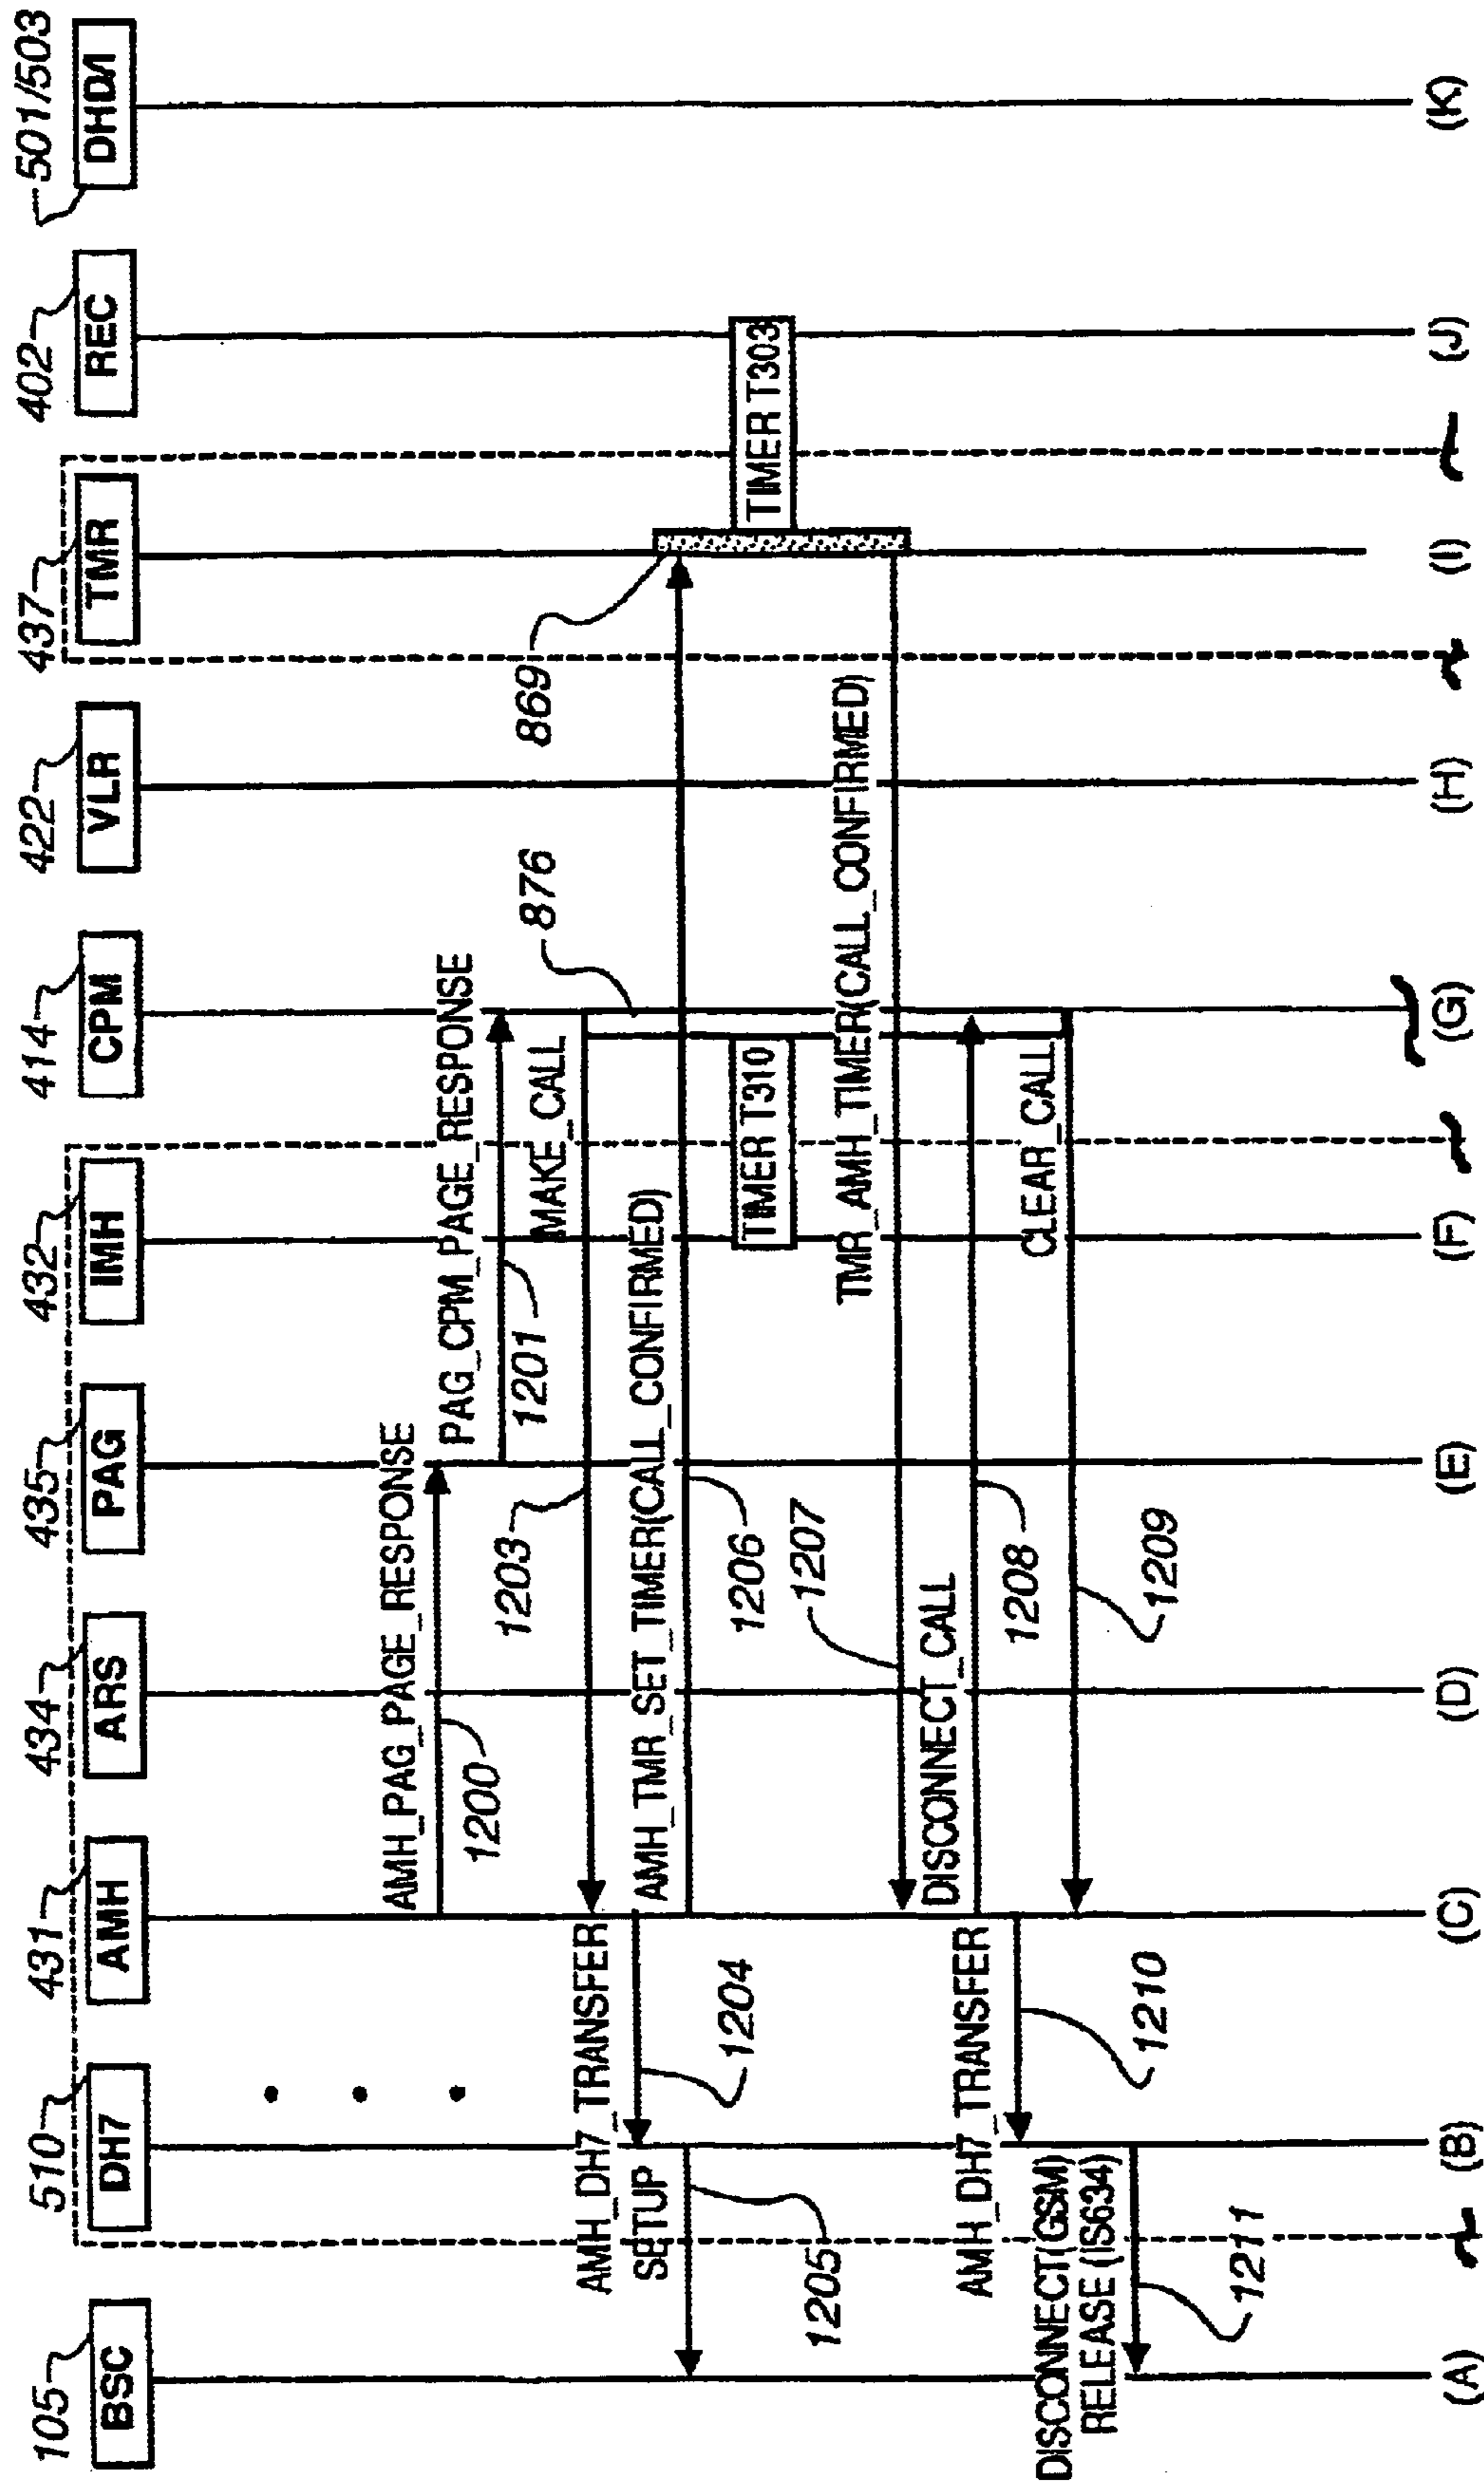 105
BSC
510
DH7
431
AMH
434
ARS
435
PAG
432
IMH
414
CPM
422
VLR
437
TMR
402
REC
501/503
DHD/I
AMH_PAG_PAGE_RESPONSE
1200
PAG_CPM_PAGE_RESPONSE
1201
MAKE_CALL
1203
876
869
AMH_DH7_TRANSFER
1204
SETUP
1205
AMH_TMR_SET_TIMER(CALL_CONFIRMED)
1206
TIMER T310
TIMER T303
TMR_AMH_TIMER(CALL_CONFIRMED)
1207
DISCONNECT_CALL
1208
CLEAR_CALL
1209
AMH_DH7_TRANSFER
1210
DISCONNECT(GSM)
RELEASE (IS634)
1211
(A)
(B)
(C)
(D)
(E)
(F)
(G)
(H)
(I)
(J)
(K)